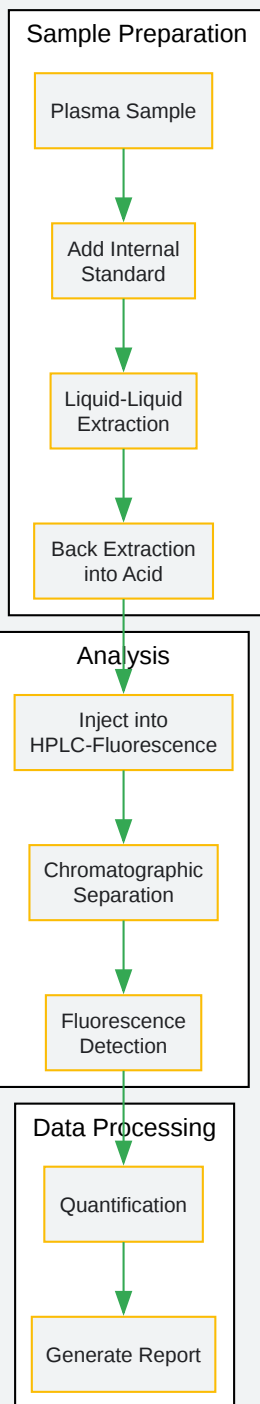 Sample Preparation
Plasma Sample
Add Internal
Standard
Liquid-Liquid
Extraction
Back Extraction
into Acid
Analysis
Inject into
HPLC-Fluorescence
Chromatographic
Separation
Fluorescence
Detection
Data Processing
Quantification
Generate Report